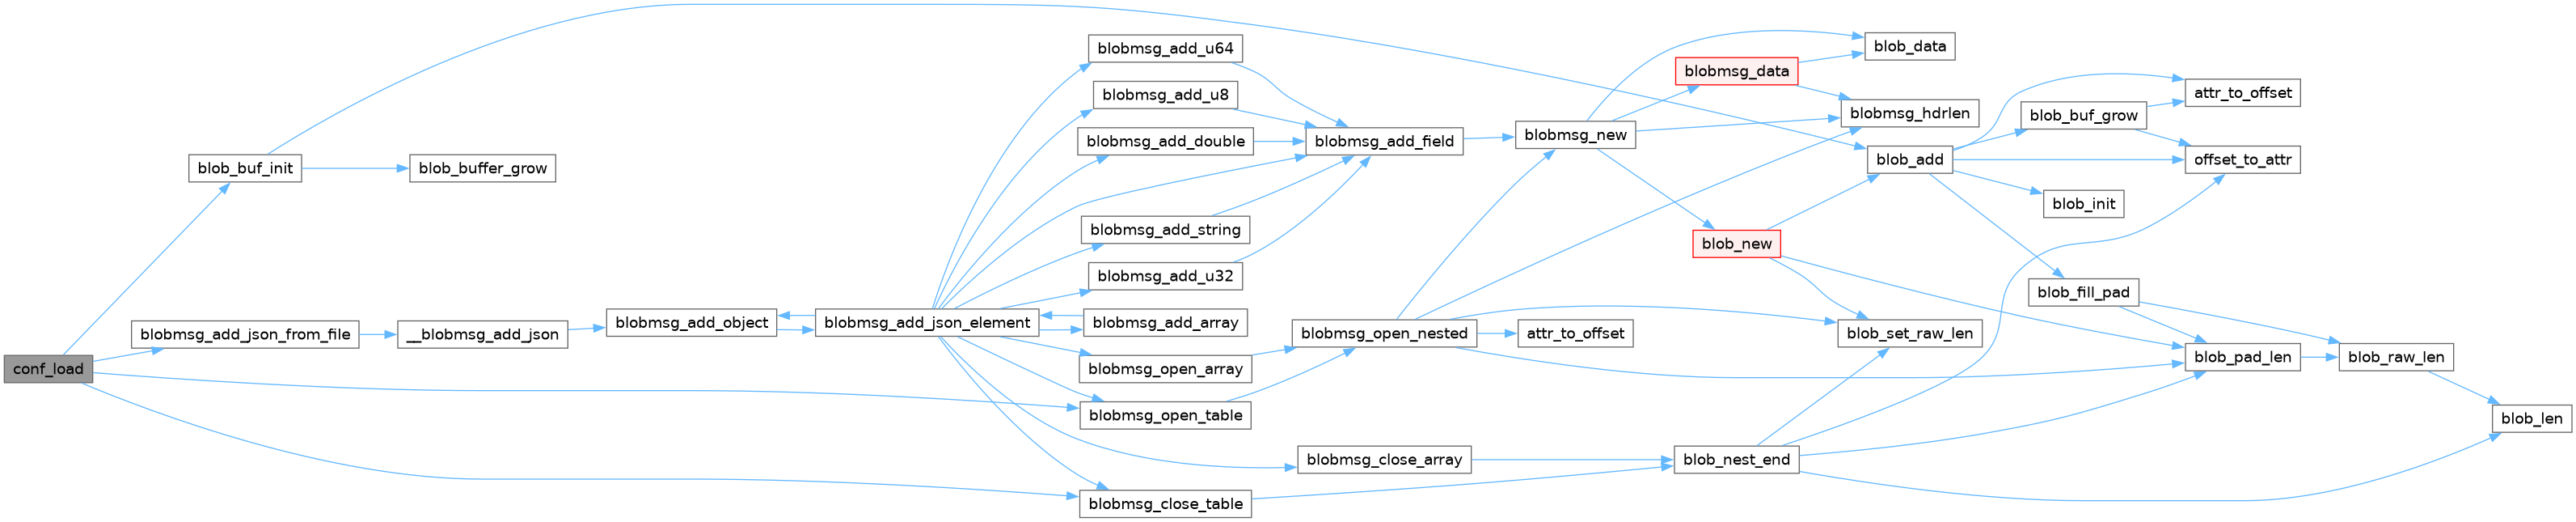 conf_load
blob_buf_init
blobmsg_add_json_from_file
blob_buffer_grow
__blobmsg_add_json
blobmsg_add_object
blobmsg_add_json_element
blobmsg_add_u64
blobmsg_add_u8
blobmsg_add_double
blobmsg_add_string
blobmsg_add_u32
blobmsg_add_array
blobmsg_open_array
blobmsg_open_table
blobmsg_close_table
blobmsg_add_field
blobmsg_open_nested
blobmsg_close_array
blobmsg_new
attr_to_offset
blobmsg_data
blob_new
blob_nest_end
blob_data
blobmsg_hdrlen
blob_add
blob_set_raw_len
blob_buf_grow
blob_init
blob_fill_pad
attr_to_offset
offset_to_attr
blob_pad_len
blob_raw_len
blob_len